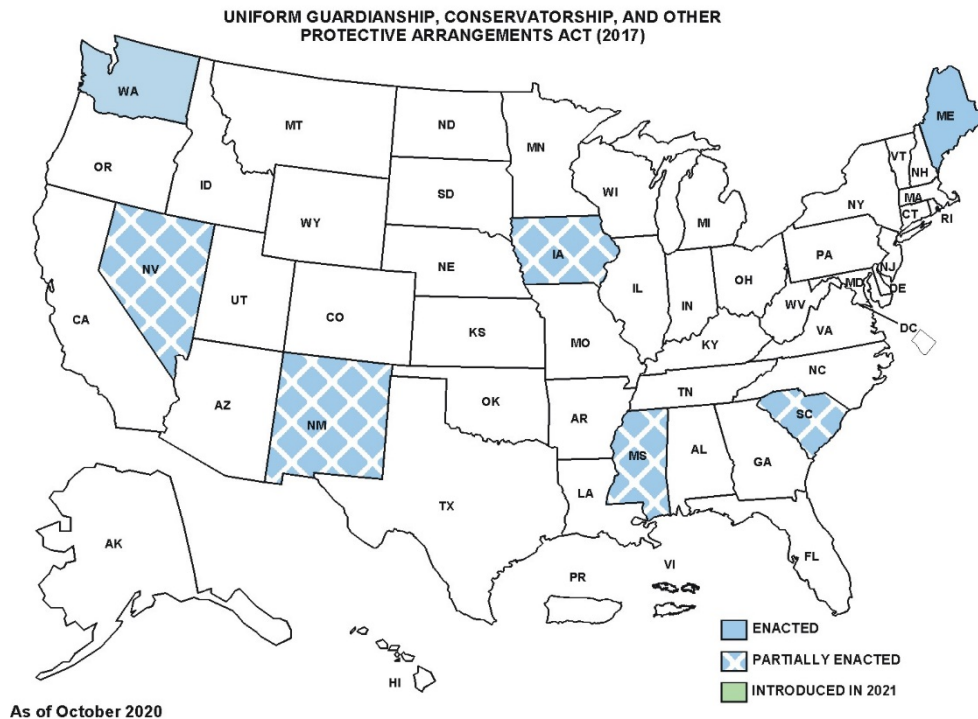 UNIFORM GUARDIANSHIP, CONSERVATORSHIP, AND OTHER
PROTECTIVE ARRANGEMENTS ACT (2017)
WA
ME
MT
ND
MN
VT
OR
NH
ID
SD
WI
MA
NY
WY
MI
CT
RI
IA
PA
NV
NE
NJ
OH
MD
DE
UT
IL
IN
CO
WV
CA
DC
VA
KS
MO
KY
NC
TN
OK
AZ
AR
SC
NM
MS
AL
GA
LA
TX
AK
FL
VI
PR
HI
ENACTED
PARTIALLY ENACTED
INTRODUCED IN 2021
As of October 2020